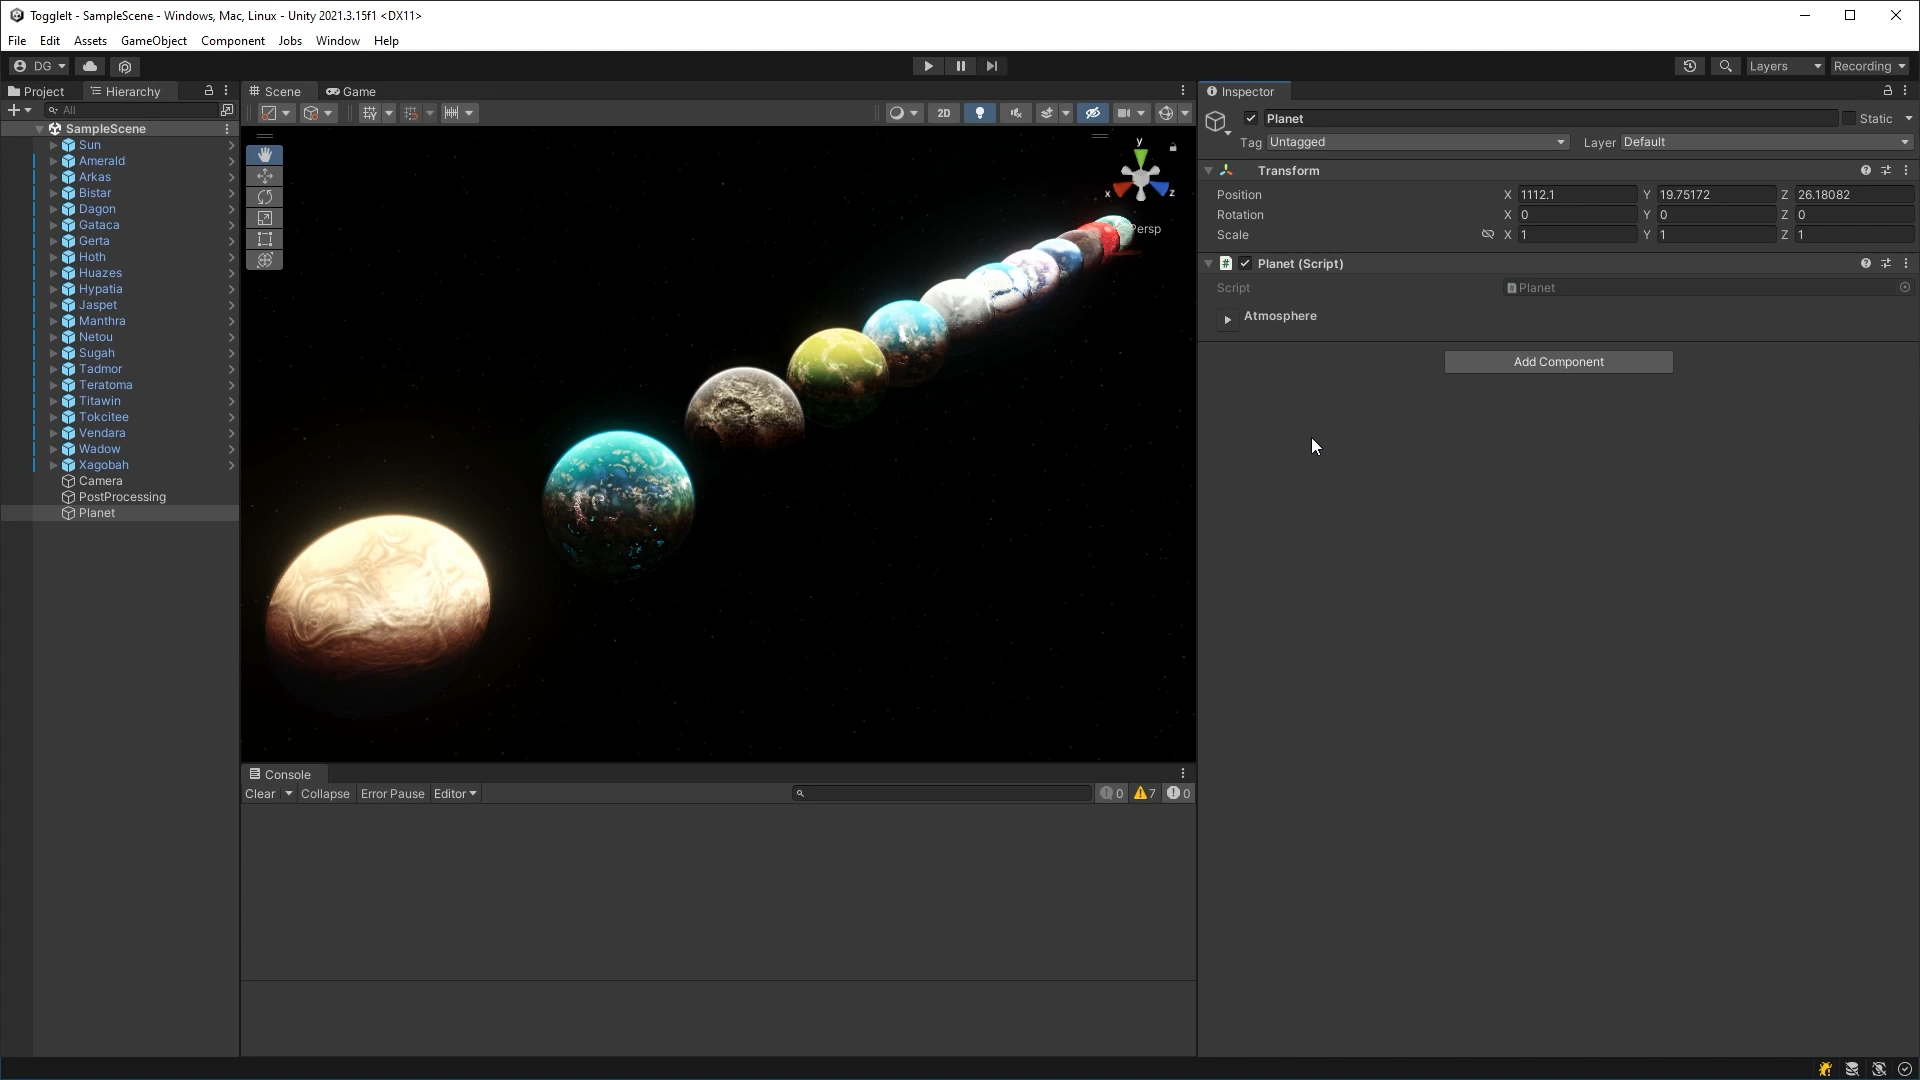 ToggleIt - SampleScene - Windows, Mac, Linux - Unity 2021.3.15f1 <DX11>
File Edit Assets GameObject Component Jobs Window Help
DG
Layers Recording
Project Hierarchy
All
SampleScene
Sun
Amerald
Arkas
Bistar
Dagon
Gataca
Gerta
Hoth
Huazes
Hypatia
Jaspet
Manthra
Netou
Sugah
Tadmor
Teratoma
Titawin
Tokcitee
Vendara
Wadow
Xagobah
Camera
PostProcessing
Planet
Scene Game
2D
y
x
z
Persp
Console
Clear Collapse Error Pause Editor
0 7 0
Inspector
Planet Static
Tag Untagged Layer Default
Transform
Position X 1112.1 Y 19.75172 Z 26.18082
Rotation X 0 Y 0 Z 0
Scale X 1 Y 1 Z 1
# Planet (Script)
Script Planet
Atmosphere
Add Component